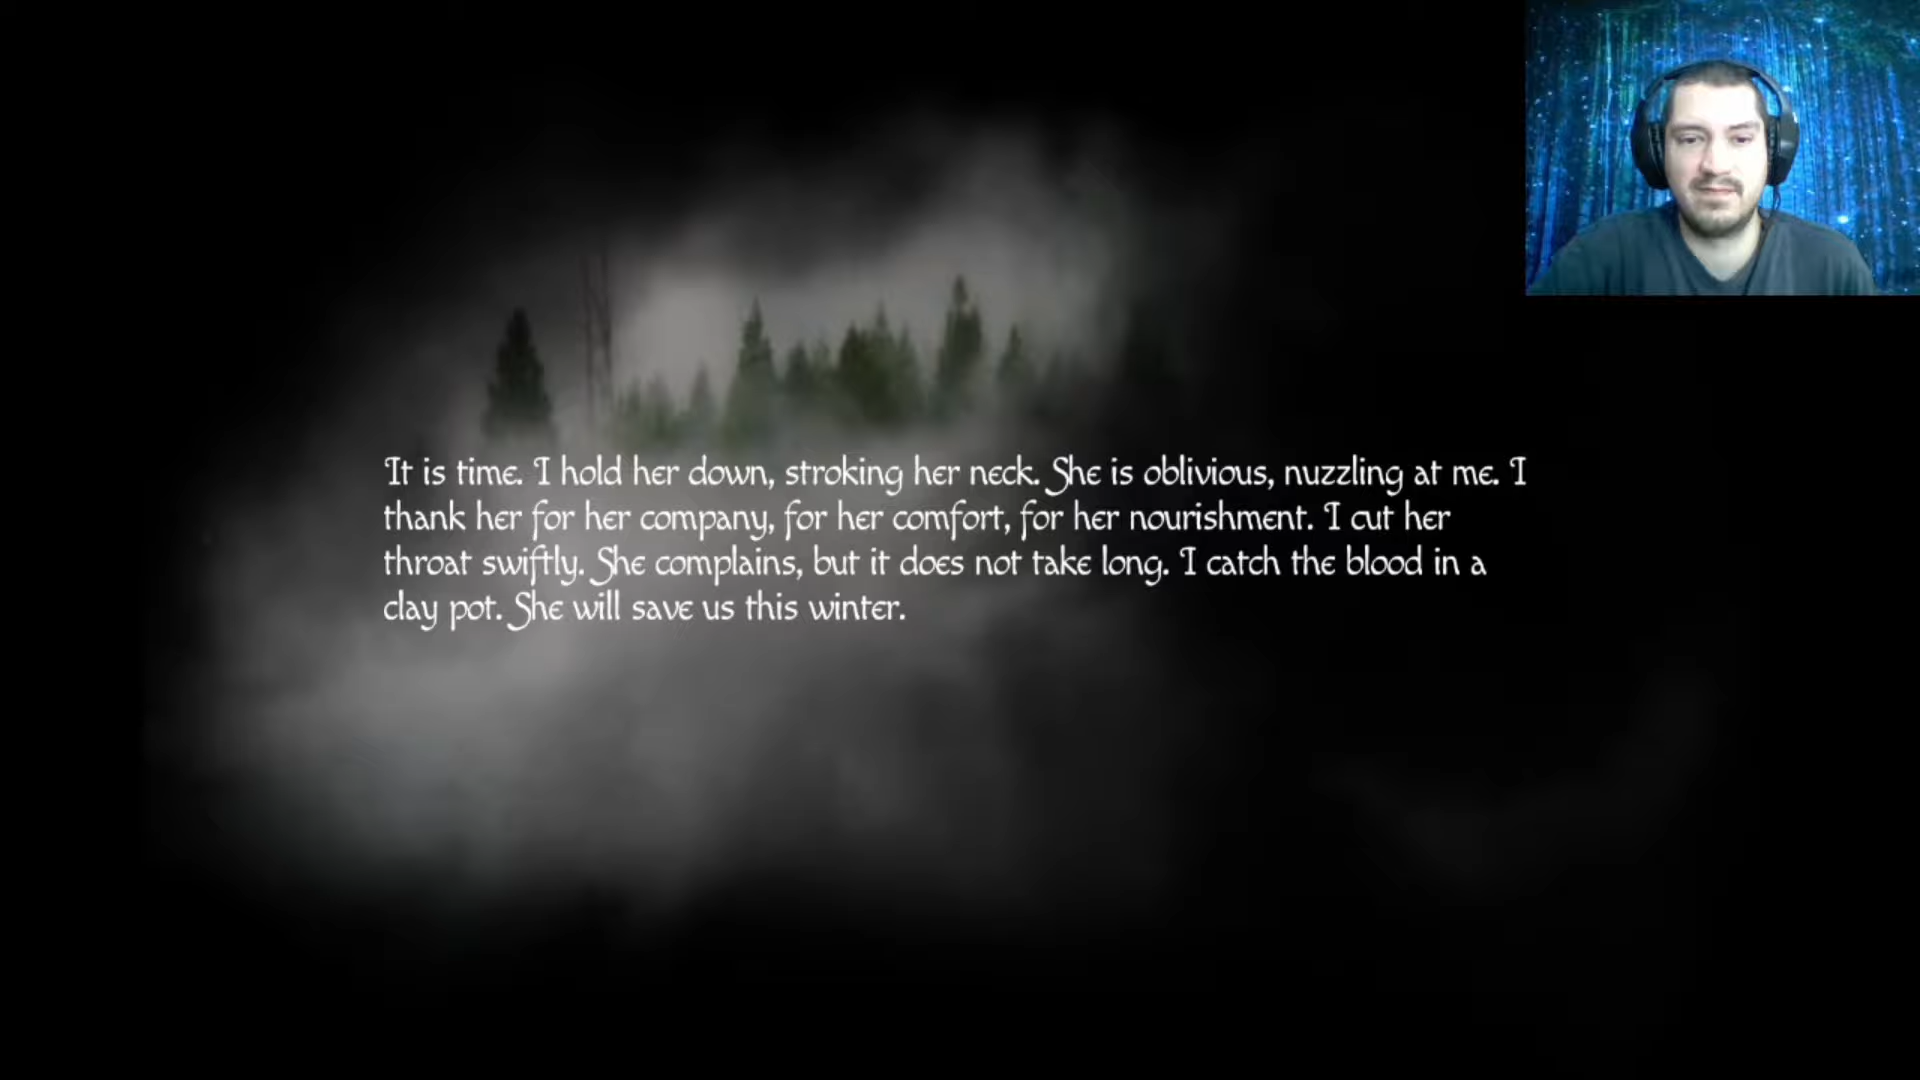 It is time. I hold her down, stroking her neck. She is oblivious, nuzzling at me. I
thank her for her company, for her comfort, for her nourishment. I cut her
throat swiftly. She complains, but it does not take long. I catch the blood in a
clay pot. She will save us this winter.